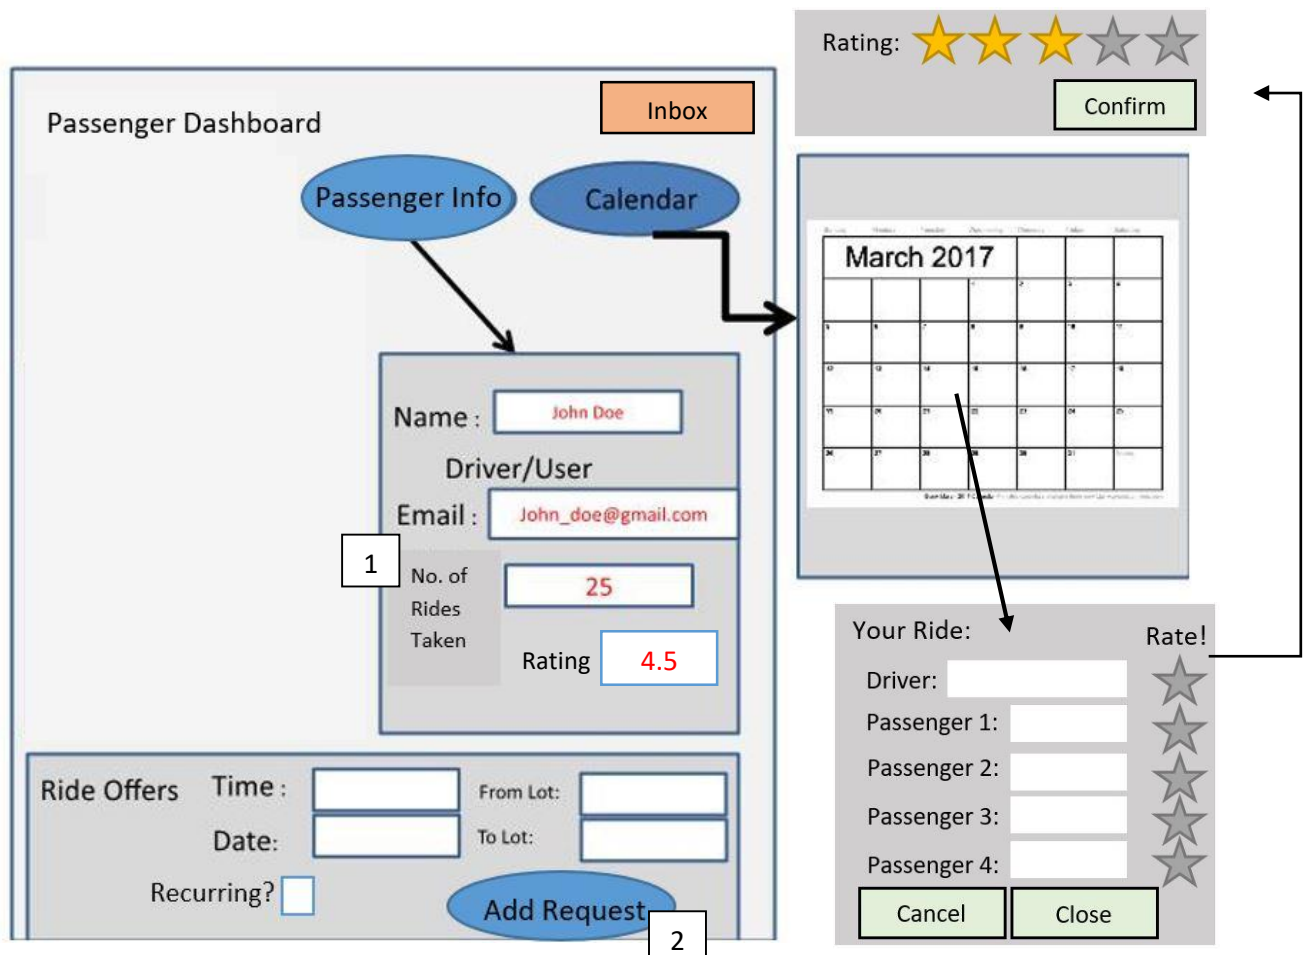 Rating:
Confirm
Passenger Dashboard
Inbox
Passenger Info
Calendar
March 2017
Name :
John Doe
Driver/User
Email :
John_doe@gmail.com
1
No. of
Rides
Taken
25
Rating
4.5
Your Ride:
Rate!
Driver:
Passenger 1:
Passenger 2:
Passenger 3:
Passenger 4:
Cancel
Close
Ride Offers
Time :
From Lot:
Date:
To Lot:
Recurring?
Add Request
2